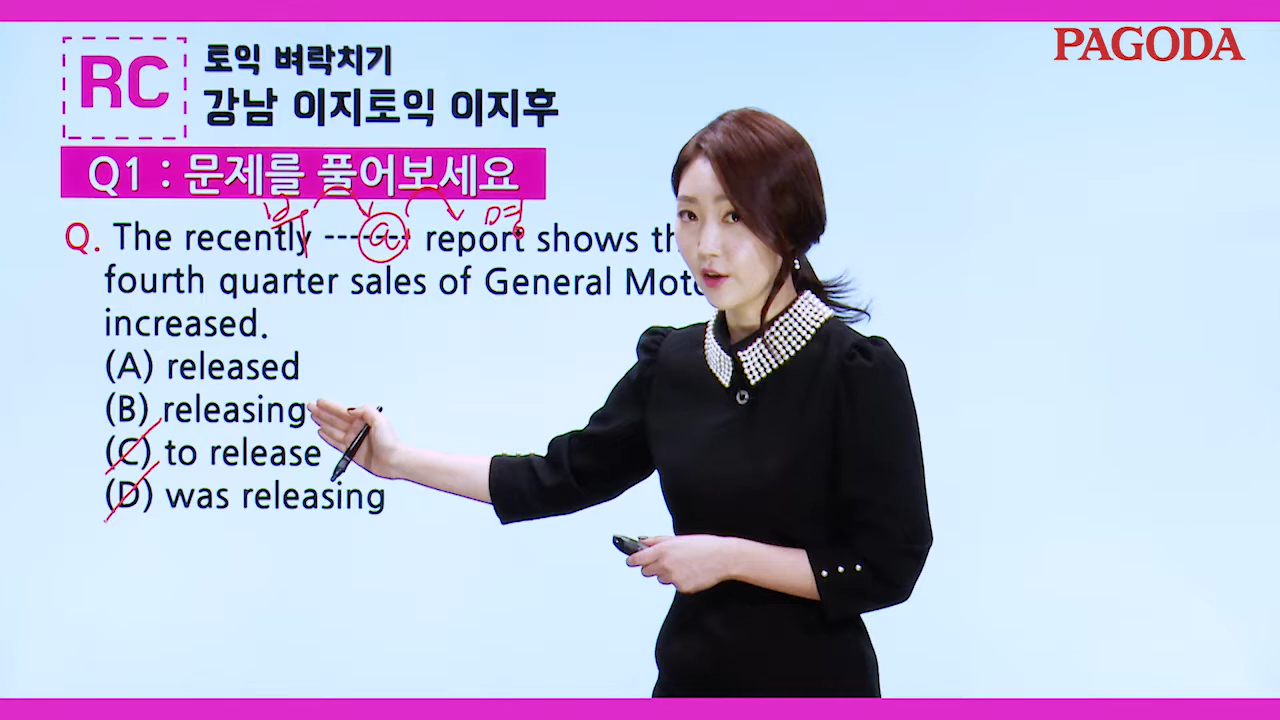 PAGODA
RC
토익 벼락치기
강남 이지토익 이지후
Q1 : 문제를 풀어보세요
Q. The recently ------- report shows th
fourth quarter sales of General Moto
increased.
(A) released
(B) releasing
(C) to release
(D) was releasing